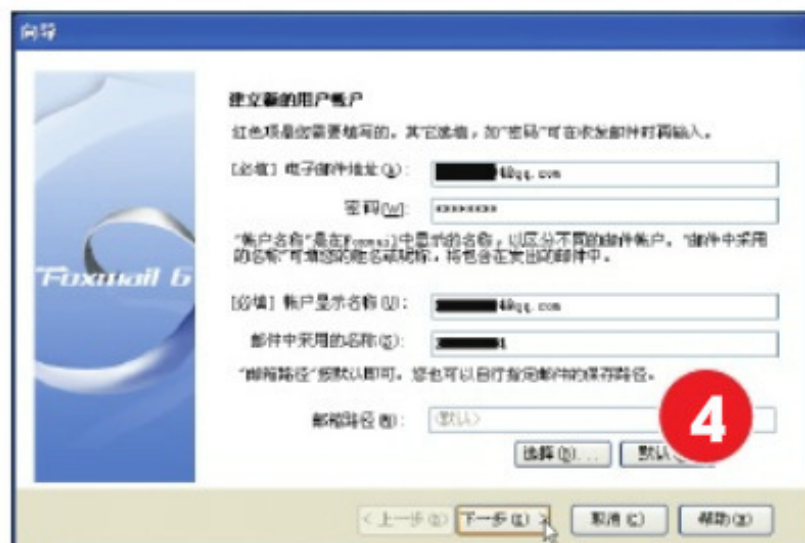 向导
建立新的用户帐户
红色项是您需要填写的。其它选填，如"密码"可在收发邮件时再输入。
[必填] 电子邮件地址(A): 4@qq.com
密码(W): ********
"帐户名称"是在Foxmail中显示的名称，以区分不同的邮件帐户。"邮件中采用
的名称"可填您的姓名或昵称，将包含在发出的邮件中。
Foxmail 6
[必填] 帐户显示名称(U): 4@qq.com
邮件中采用的名称(S):
"邮箱路径"按默认即可。您也可以自行指定邮件的保存路径。
邮箱路径(B): <默认>
4
选择(D)... 默认
<上一步(B) 下一步(X) > 取消(C) 帮助(H)